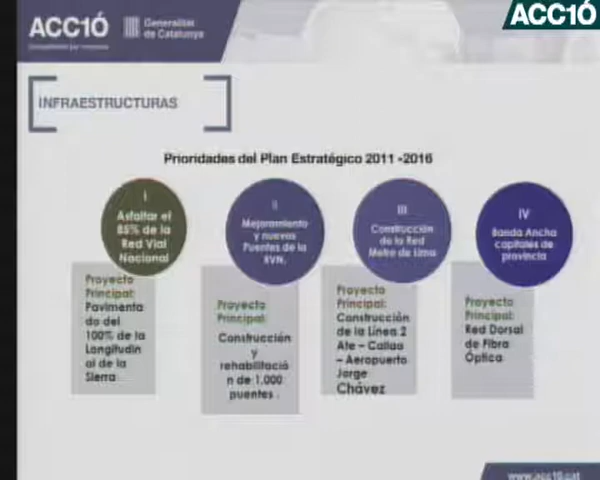 ACC1Ó
Generalitat
de Catalunya
ACC1Ó
INFRAESTRUCTURAS
Prioridades del Plan Estratégico 2011 -2016
I
Asfaltar el
85% de la
Red Vial
Nacional
Proyecto
Principal:
Pavimenta
do del
100% de la
Longitudin
al de la
Sierra
II
Mejoramiento
y nuevos
Puentes de la
RVN.
Proyecto
Principal:
Construcción
y
rehabilitació
n de 1,000
puentes .
III
Construcción
de la Red
Metro de Lima
Proyecto
Principal:
Construcción
de la Línea 2
Ate – Callao
– Aeropuerto
Jorge
Chávez
IV
Banda Ancha
capitales de
provincia
Proyecto
Principal:
Red Dorsal
de Fibra
Óptica
www.acc10.cat